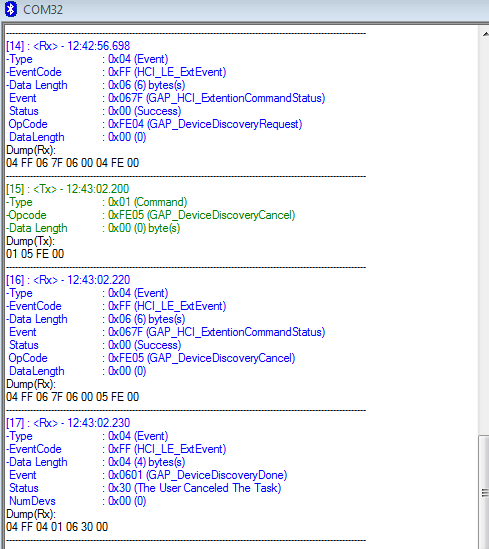 COM32
[14] : <Rx> - 12:42:56.698
-Type : 0x04 (Event)
-EventCode : 0xFF (HCI_LE_ExtEvent)
-Data Length : 0x06 (6) bytes(s)
Event : 0x067F (GAP_HCI_ExtentionCommandStatus)
Status : 0x00 (Success)
OpCode : 0xFE04 (GAP_DeviceDiscoveryRequest)
DataLength : 0x00 (0)
Dump(Rx):
04 FF 06 7F 06 00 04 FE 00
[15] : <Tx> - 12:43:02.200
-Type : 0x01 (Command)
-Opcode : 0xFE05 (GAP_DeviceDiscoveryCancel)
-Data Length : 0x00 (0) byte(s)
Dump(Tx):
01 05 FE 00
[16] : <Rx> - 12:43:02.220
-Type : 0x04 (Event)
-EventCode : 0xFF (HCI_LE_ExtEvent)
-Data Length : 0x06 (6) bytes(s)
Event : 0x067F (GAP_HCI_ExtentionCommandStatus)
Status : 0x00 (Success)
OpCode : 0xFE05 (GAP_DeviceDiscoveryCancel)
DataLength : 0x00 (0)
Dump(Rx):
04 FF 06 7F 06 00 05 FE 00
[17] : <Rx> - 12:43:02.230
-Type : 0x04 (Event)
-EventCode : 0xFF (HCI_LE_ExtEvent)
-Data Length : 0x04 (4) bytes(s)
Event : 0x0601 (GAP_DeviceDiscoveryDone)
Status : 0x30 (The User Canceled The Task)
NumDevs : 0x00 (0)
Dump(Rx):
04 FF 04 01 06 30 00